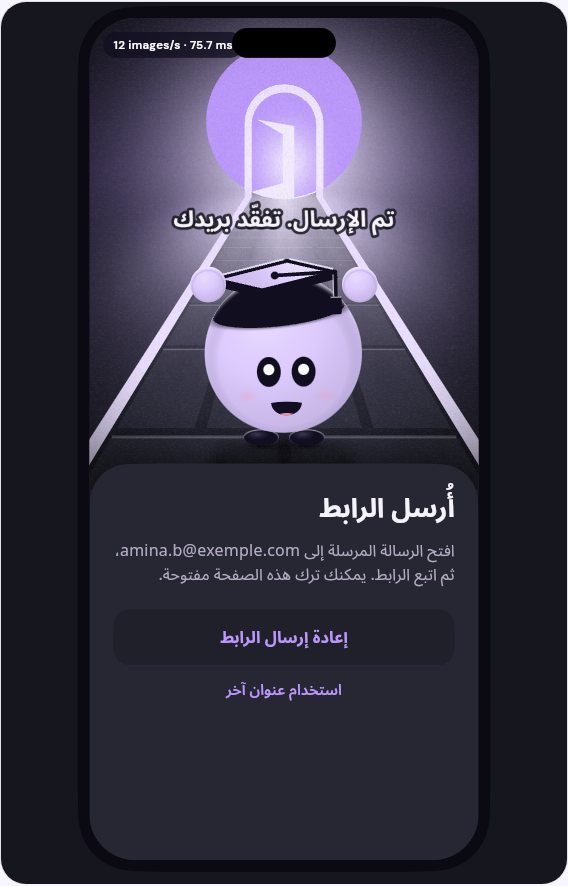 12 images/s · 75.7 ms
تم الإرسال. تفقَّد بريدك
أُرسل الرابط
افتح الرسالة المرسلة إلى amina.b@exemple.com،
ثم اتبع الرابط. يمكنك ترك هذه الصفحة مفتوحة.
إعادة إرسال الرابط
استخدام عنوان آخر